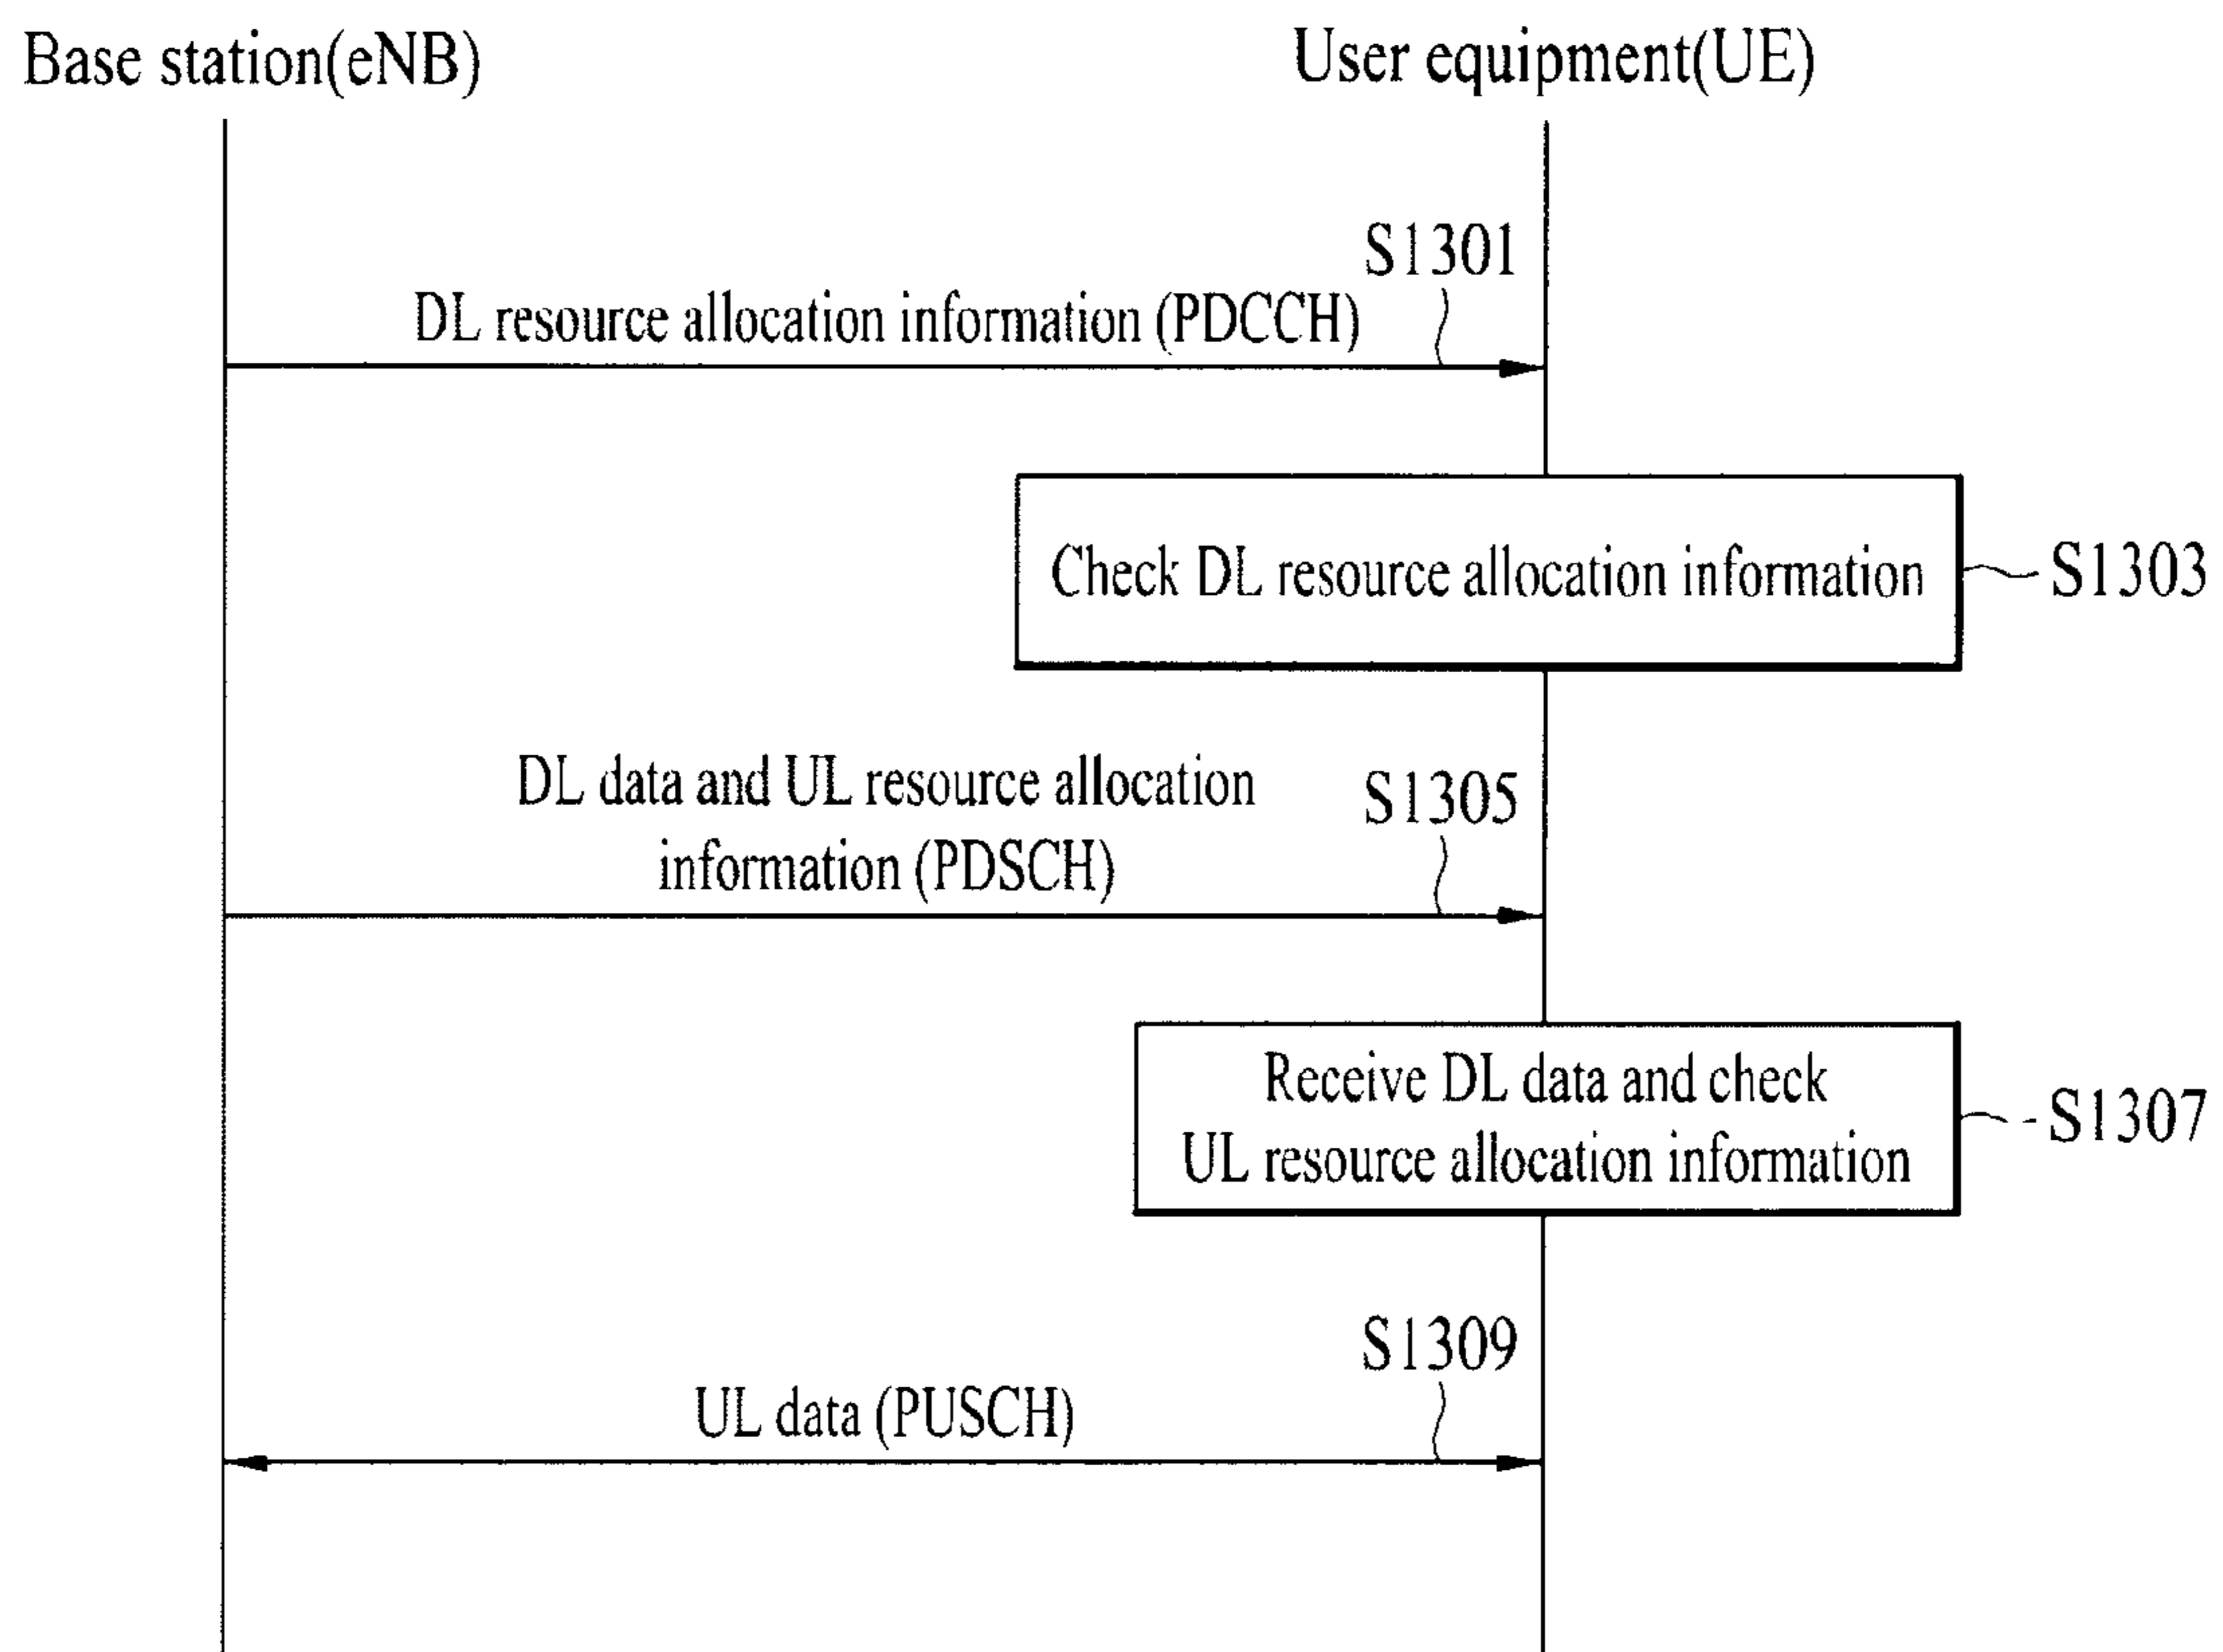 Base station(eNB)
User equipment(UE)
S1301
DL resource allocation information (PDCCH)
Check DL resource allocation information
S1303
DL data and UL resource allocation
information (PDSCH)
S1305
Receive DL data and check
UL resource allocation information
S1307
S1309
UL data (PUSCH)